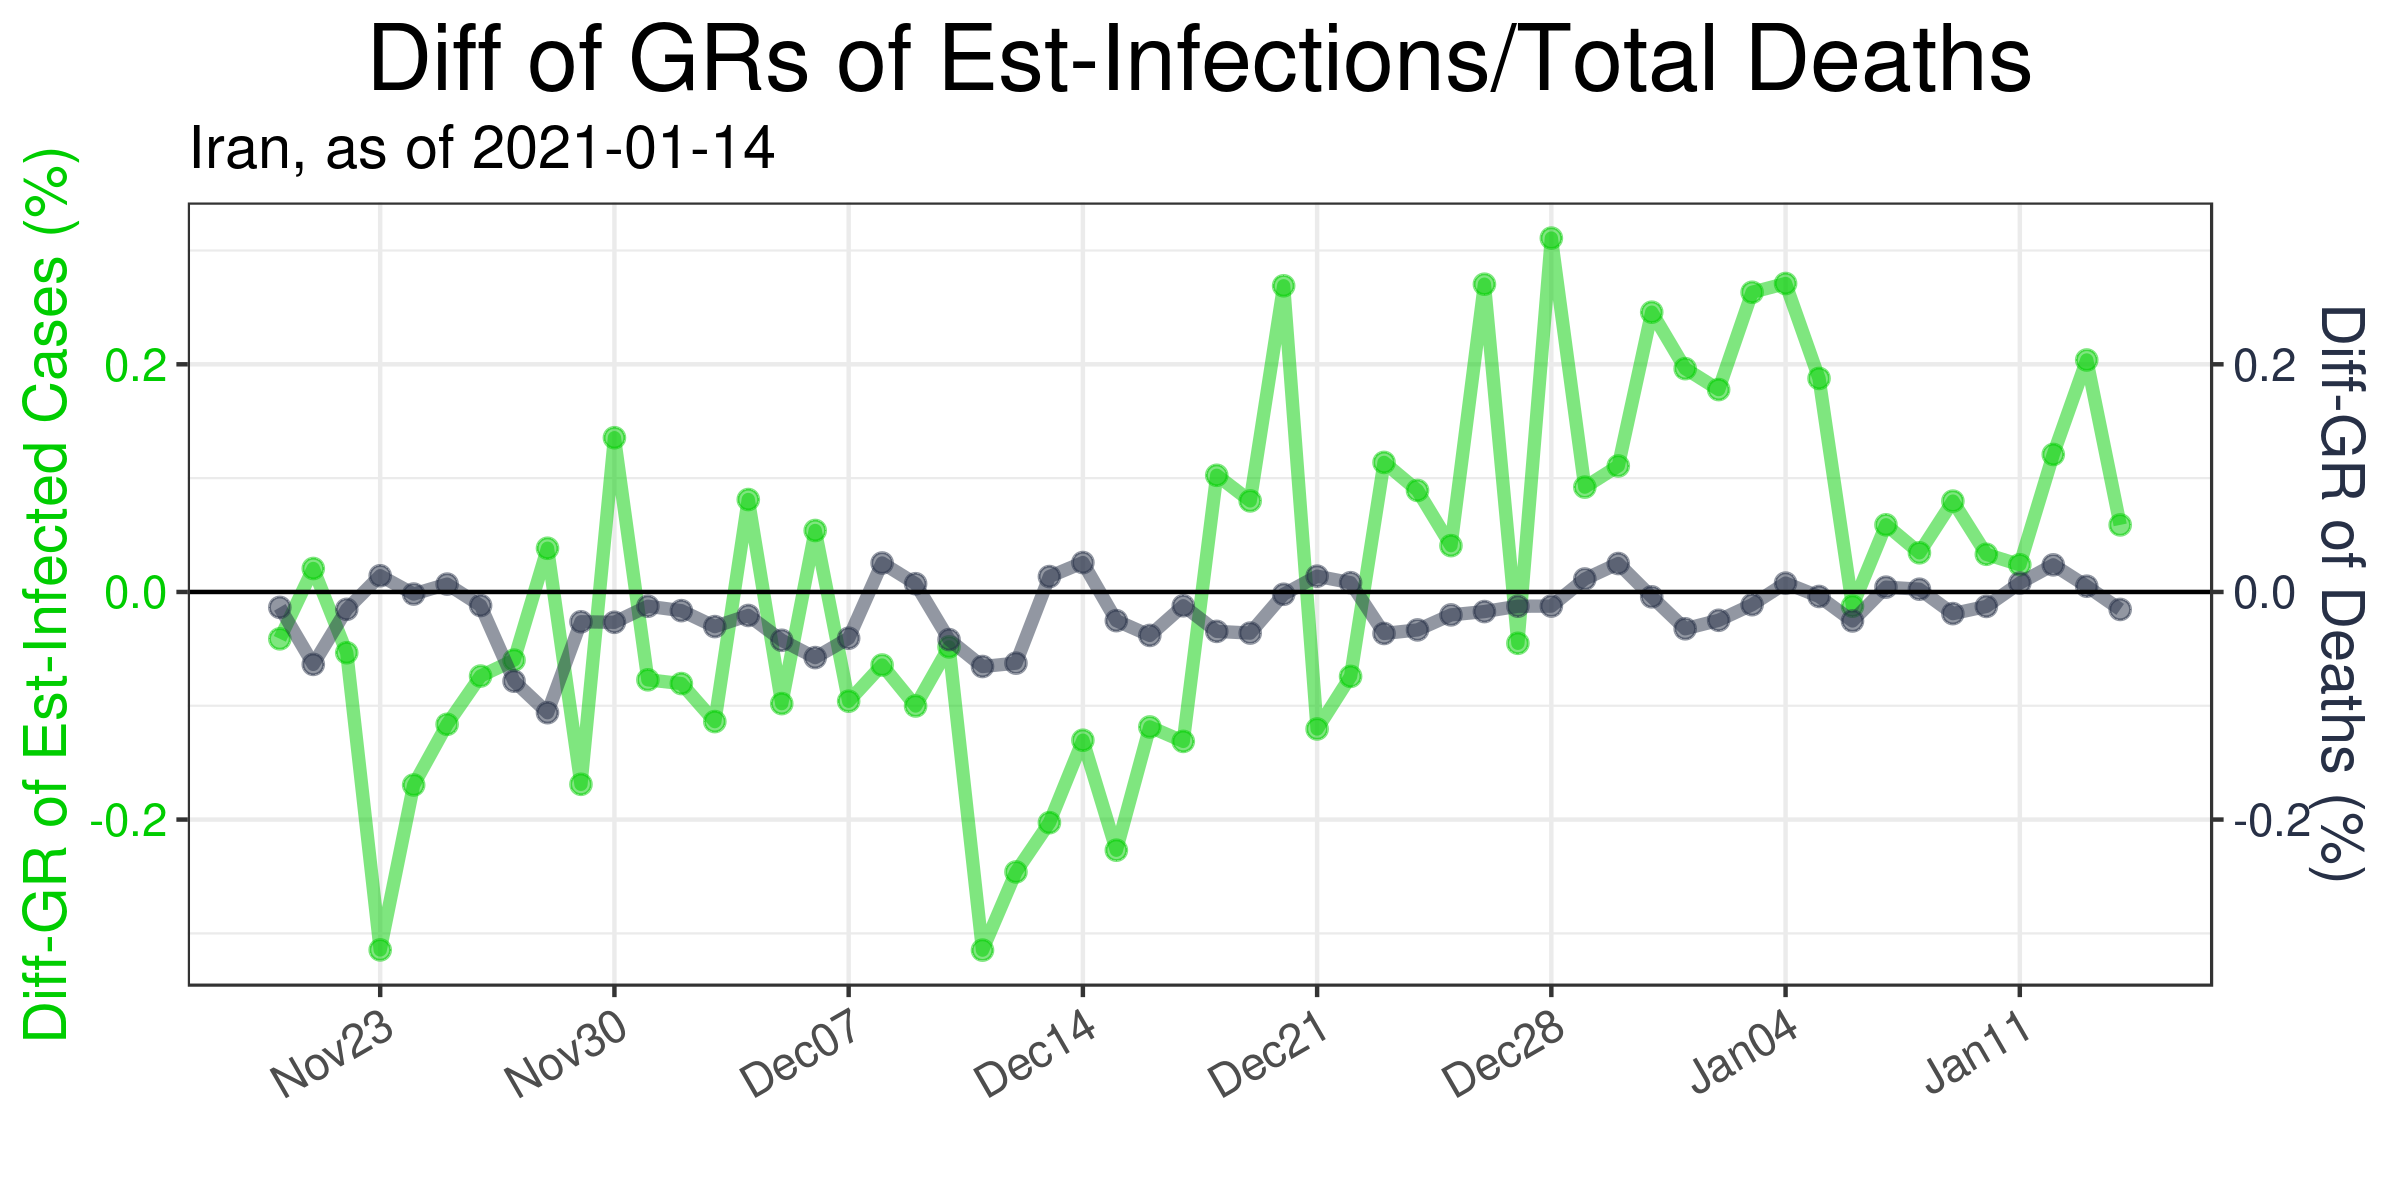 Diff of GRs of Est-Infections/Total Deaths
Iran, as of 2021-01-14
Diff-GR of Est-Infected Cases (%)
0.2
0.0
-0.2
0.2
0.0
-0.2
Diff-GR of Deaths (%)
Nov23
Nov30
Dec07
Dec14
Dec21
Dec28
Jan04
Jan11